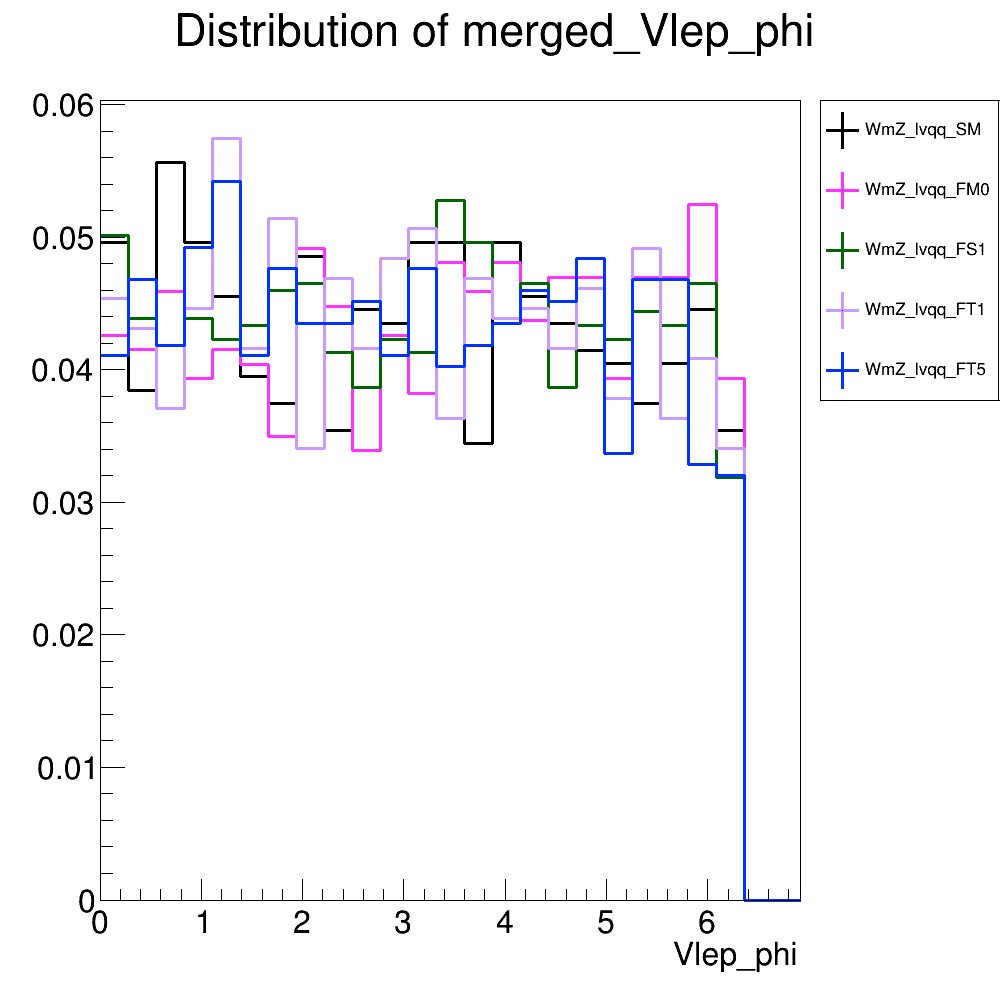 Distribution of merged_Vlep_phi
0.06
0.05
0.04
0.03
0.02
0.01
0
0 1 2 3 4 5 6
Vlep_phi
WmZ_lvqq_SM
WmZ_lvqq_FM0
WmZ_lvqq_FS1
WmZ_lvqq_FT1
WmZ_lvqq_FT5